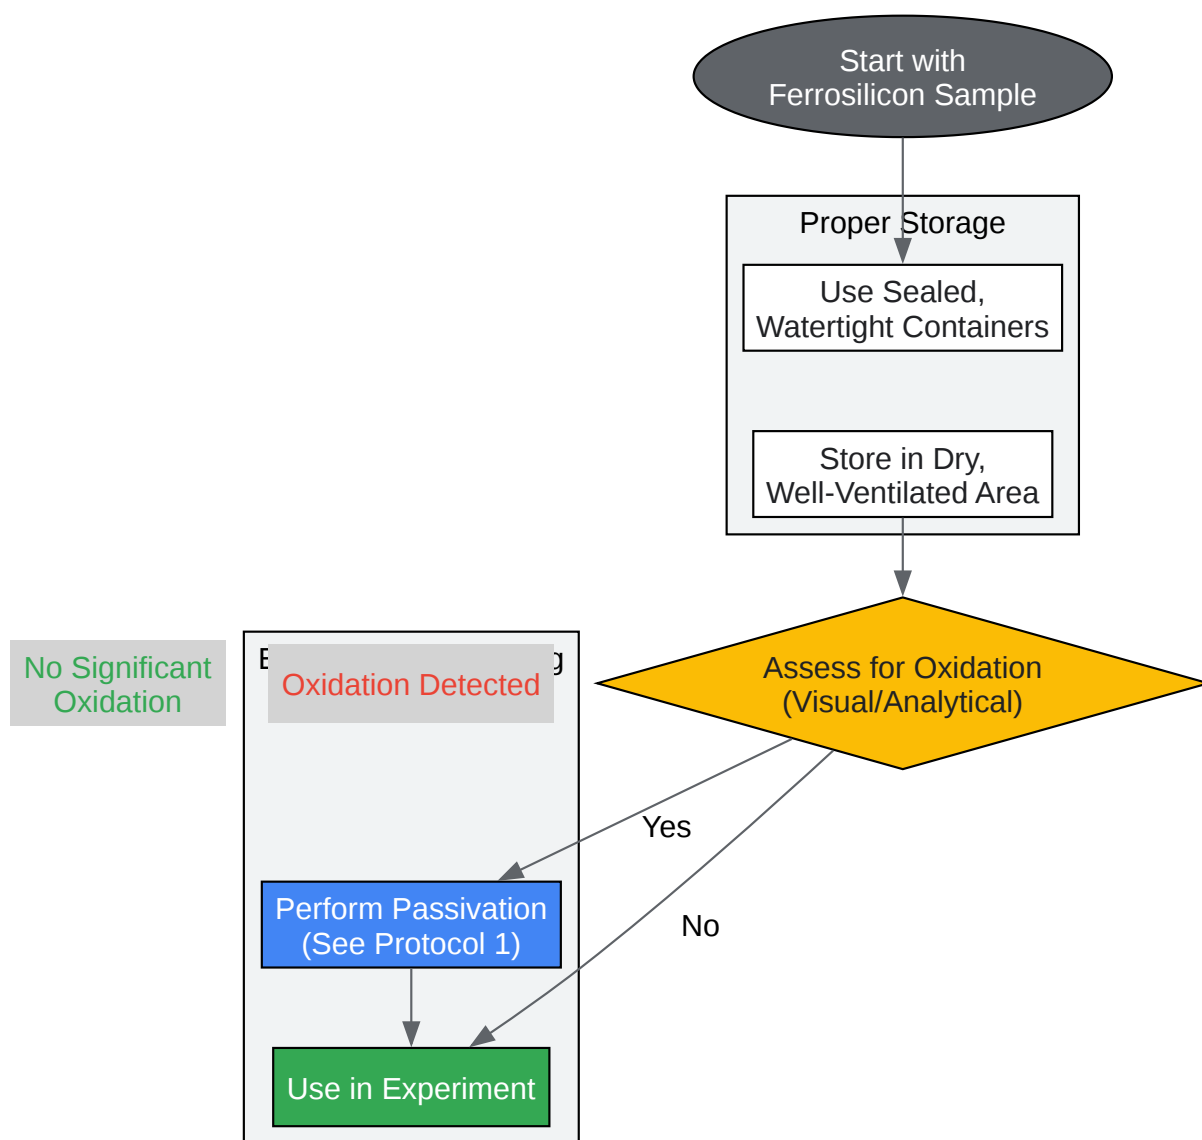 Start with
Ferrosilicon Sample
Proper Storage
Use Sealed,
Watertight Containers
Store in Dry,
Well-Ventilated Area
Assess for Oxidation
(Visual/Analytical)
No Significant
Oxidation
Oxidation Detected
Yes
No
Perform Passivation
(See Protocol 1)
Use in Experiment